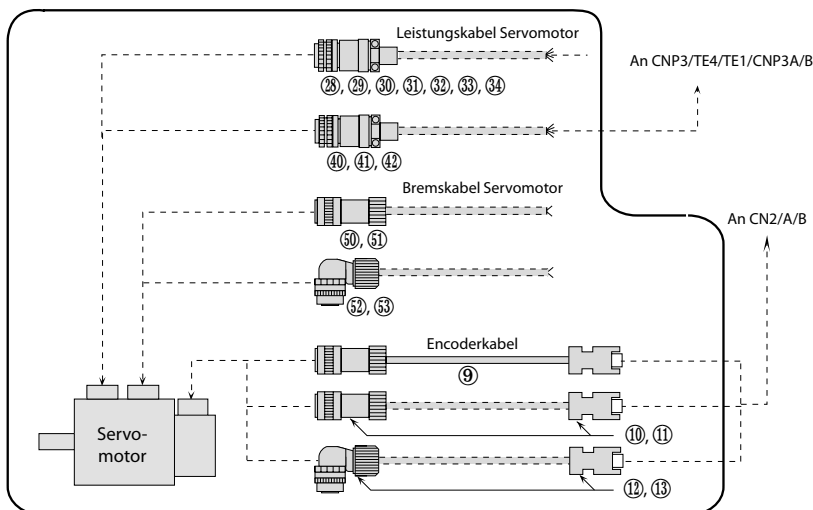 Leistungskabel Servomotor
An CNP3/TE4/TE1/CNP3A/B
㉘, ㉙, ㉚, ㉛, ㉜, ㉝, ㉞
㊵, ㊶, ㊷
Bremskabel Servomotor
An CN2/A/B
㊿, 51
52, 53
Encoderkabel
⑨
⑩, ⑪
Servo-
motor
⑫, ⑬